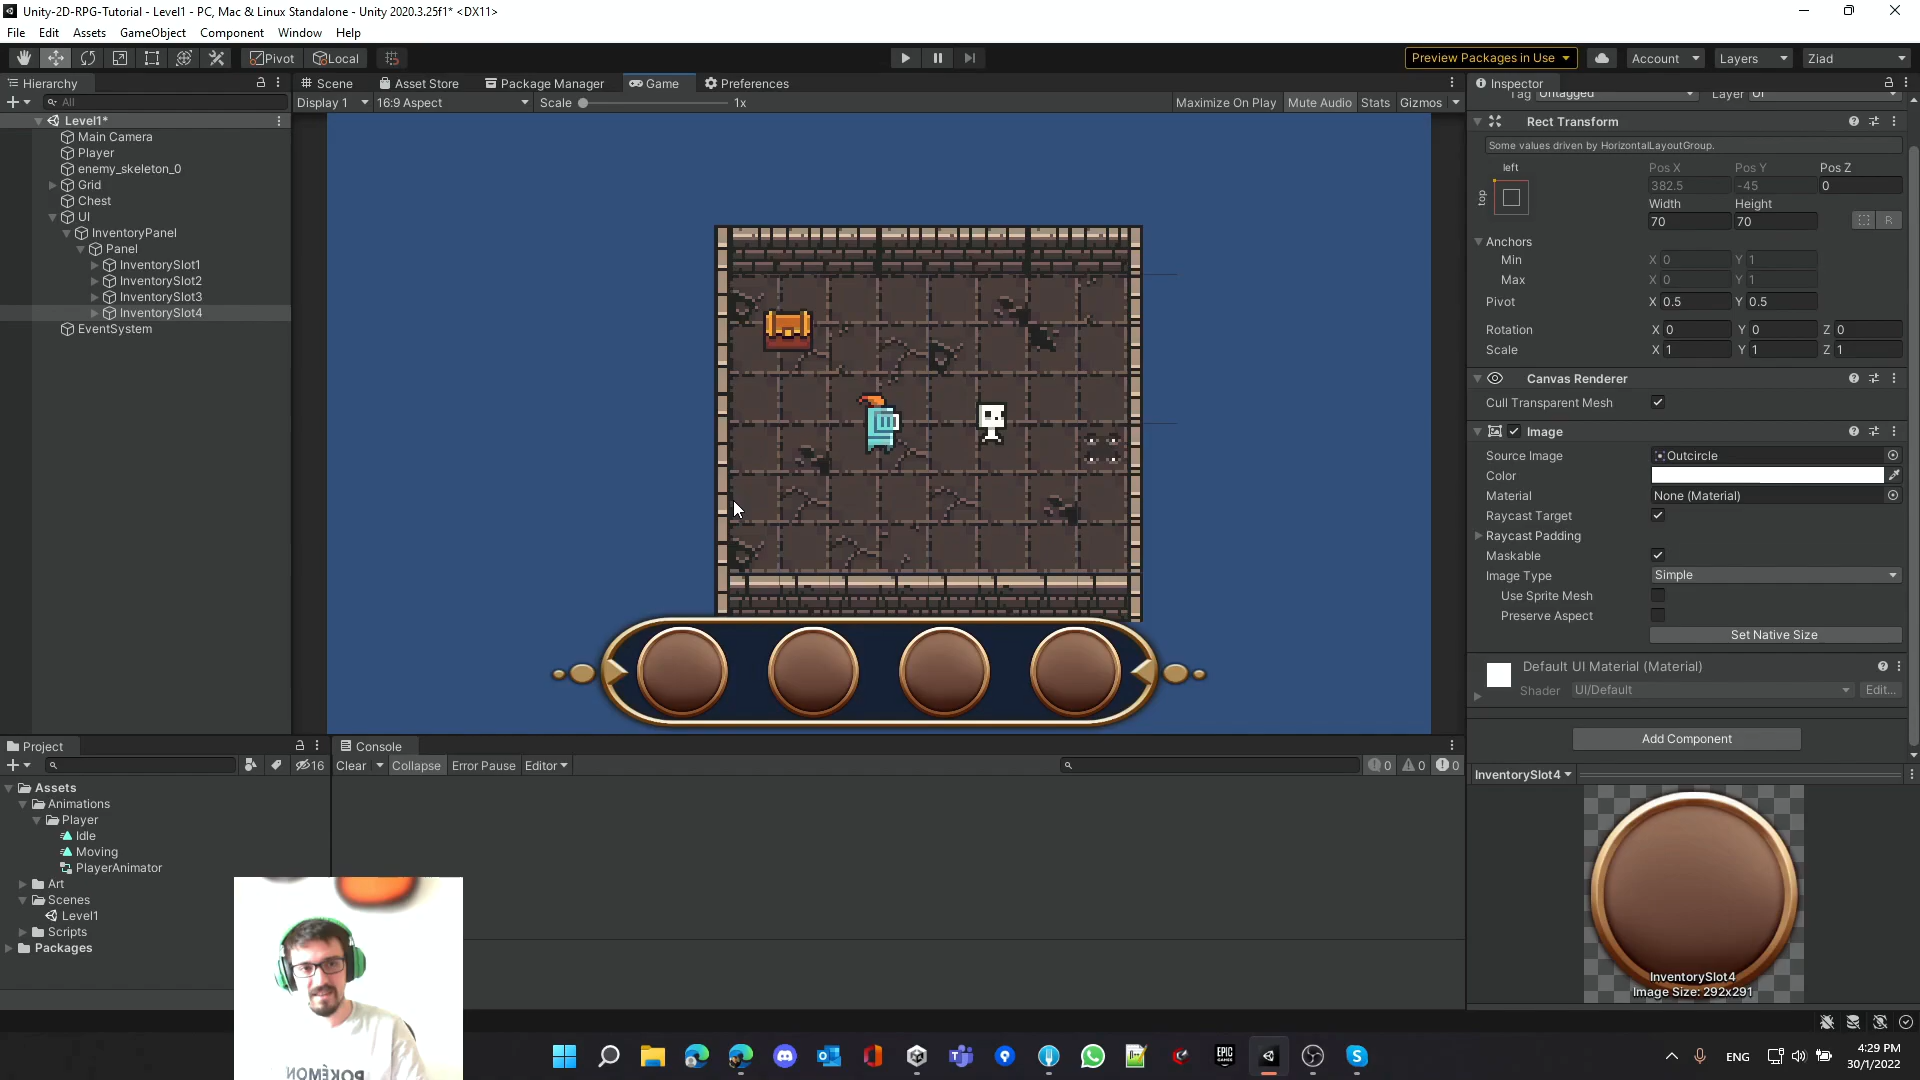 Unity-2D-RPG-Tutorial - Level1 - PC, Mac & Linux Standalone - Unity 2020.3.25f1* <DX11>
File Edit Assets GameObject Component Window Help
Pivot Local Preview Packages in Use Account Layers Ziad
Hierarchy Scene Asset Store Package Manager Game Preferences Inspector
All Display 1 16:9 Aspect Scale 1x Maximize On Play Mute Audio Stats Gizmos
Tag Untagged Layer UI
Level1*
Main Camera
Player
enemy_skeleton_0
Grid
Chest
UI
InventoryPanel
Panel
InventorySlot1
InventorySlot2
InventorySlot3
InventorySlot4
EventSystem
Rect Transform
Some values driven by HorizontalLayoutGroup.
left Pos X Pos Y Pos Z
top 382.5 -45 0
Width Height
70 70 R
Anchors
Min X 0 Y 1
Max X 0 Y 1
Pivot X 0.5 Y 0.5
Rotation X 0 Y 0 Z 0
Scale X 1 Y 1 Z 1
Canvas Renderer
Cull Transparent Mesh
Image
Source Image Outcircle
Color
Material None (Material)
Raycast Target
Raycast Padding
Maskable
Image Type Simple
Use Sprite Mesh
Preserve Aspect
Set Native Size
Default UI Material (Material)
Shader UI/Default Edit...
Add Component
InventorySlot4
InventorySlot4
Image Size: 292x291
Project Console
16 Clear Collapse Error Pause Editor 0 0 0
Assets
Animations
Player
Idle
Moving
PlayerAnimator
Art
Scenes
Level1
Scripts
Packages
POKÉMON
EPIC
GAMES
ENG
4:29 PM
30/1/2022